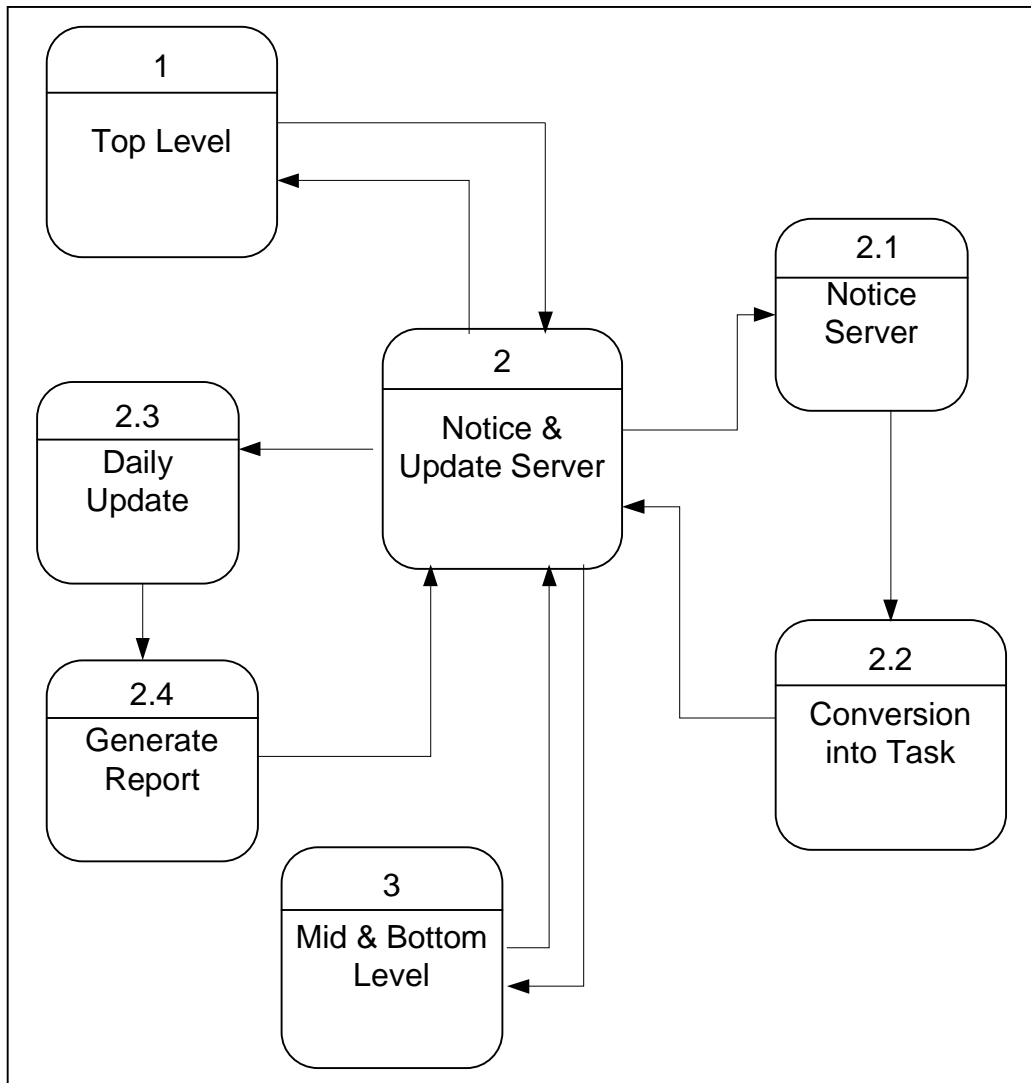 1
Top Level
2.1
Notice
Server
2
Notice &
Update Server
2.3
Daily
Update
2.2
Conversion
into Task
2.4
Generate
Report
3
Mid & Bottom
Level